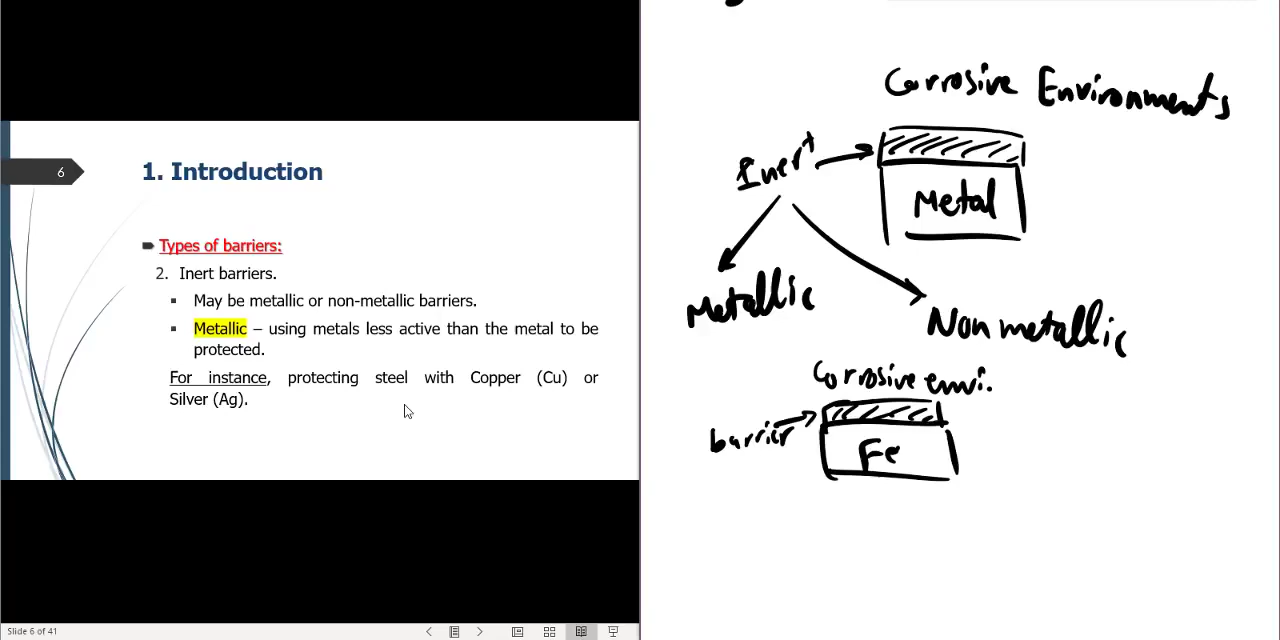 6
1. Introduction
Types of barriers:
2. Inert barriers.
▪ May be metallic or non-metallic barriers.
▪ Metallic – using metals less active than the metal to be
protected.
For instance, protecting steel with Copper (Cu) or
Silver (Ag).
Slide 6 of 41
Corrosive Environments
Inert
Metal
Metallic
Non metallic
Corrosive envi.
barrier
Fe